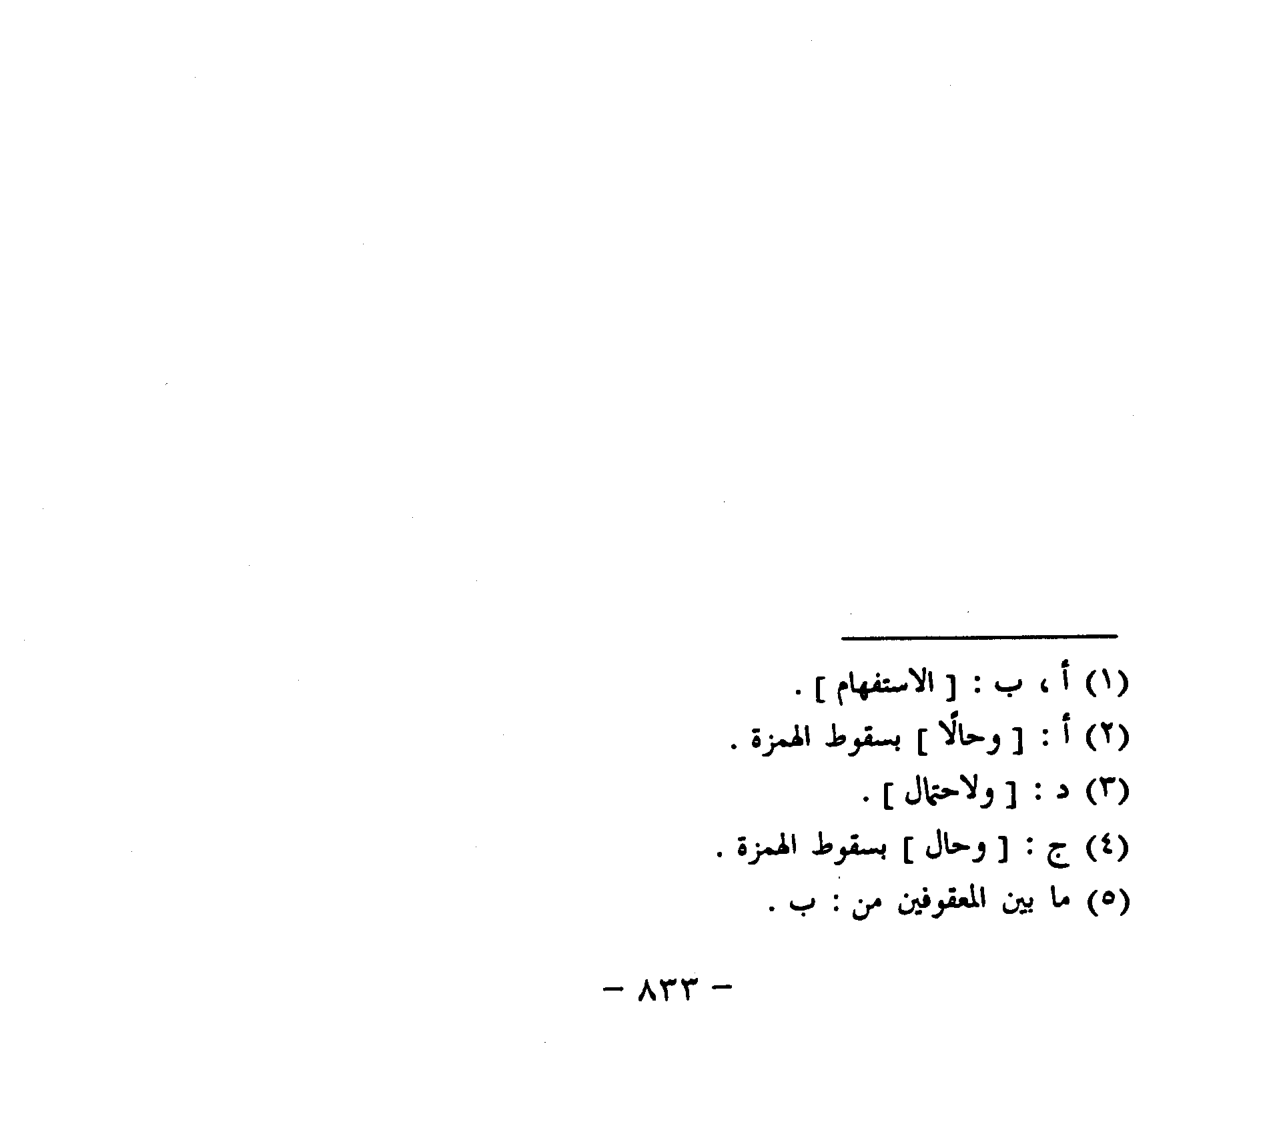 (١) أ ، ب : [ الاستفهام ] .
(٢) أ : [ وحالًا ] بسقوط الهمزة .
(٣) د : [ ولاحتمال ] .
(٤) ج : [ وحال ] بسقوط الهمزة .
(٥) ما بين المعقوفين من : ب .
– ٨٣٣ –